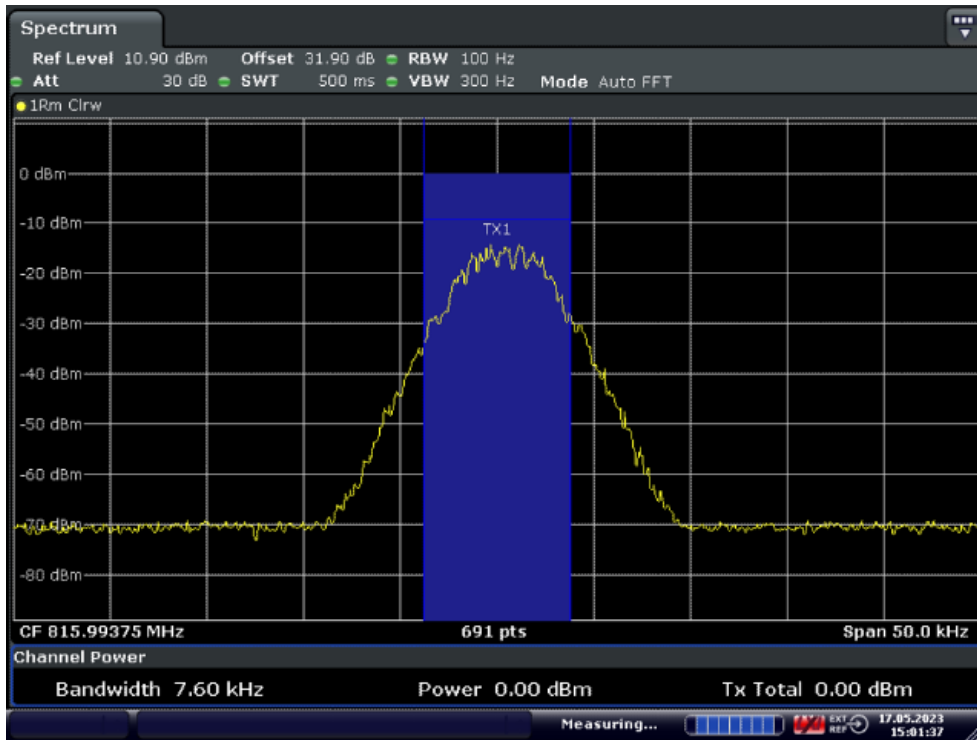 Spectrum
Ref Level 10.90 dBm Offset 31.90 dB RBW 100 Hz
Att 30 dB SWT 500 ms VBW 300 Hz Mode Auto FFT
1Rm Clrw
0 dBm
-10 dBm
TX1
-20 dBm
-30 dBm
-40 dBm
-50 dBm
-60 dBm
-70 dBm
-80 dBm
CF 815.99375 MHz 691 pts Span 50.0 kHz
Channel Power
Bandwidth 7.60 kHz Power 0.00 dBm Tx Total 0.00 dBm
Measuring... EXT REF 17.05.2023
15:01:37